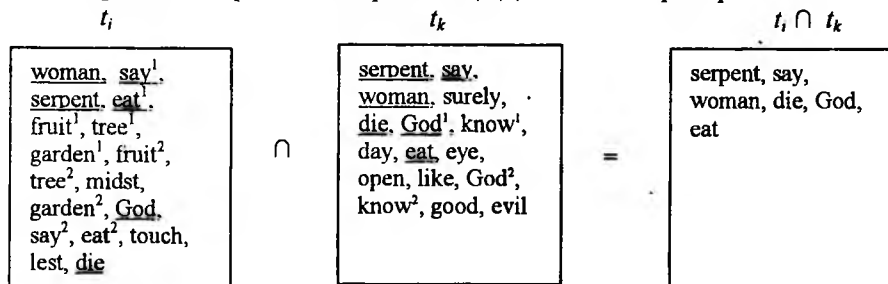 t_i ∩ t_k = t_i ∩ t_k
woman, say¹,
serpent, eat¹,
fruit¹, tree¹,
garden¹, fruit²,
tree², midst,
garden², God,
say², eat², touch,
lest, die
serpent, say,
woman, surely,
die, God¹, know¹,
day, eat, eye,
open, like, God²,
know², good, evil
serpent, say,
woman, die, God,
eat